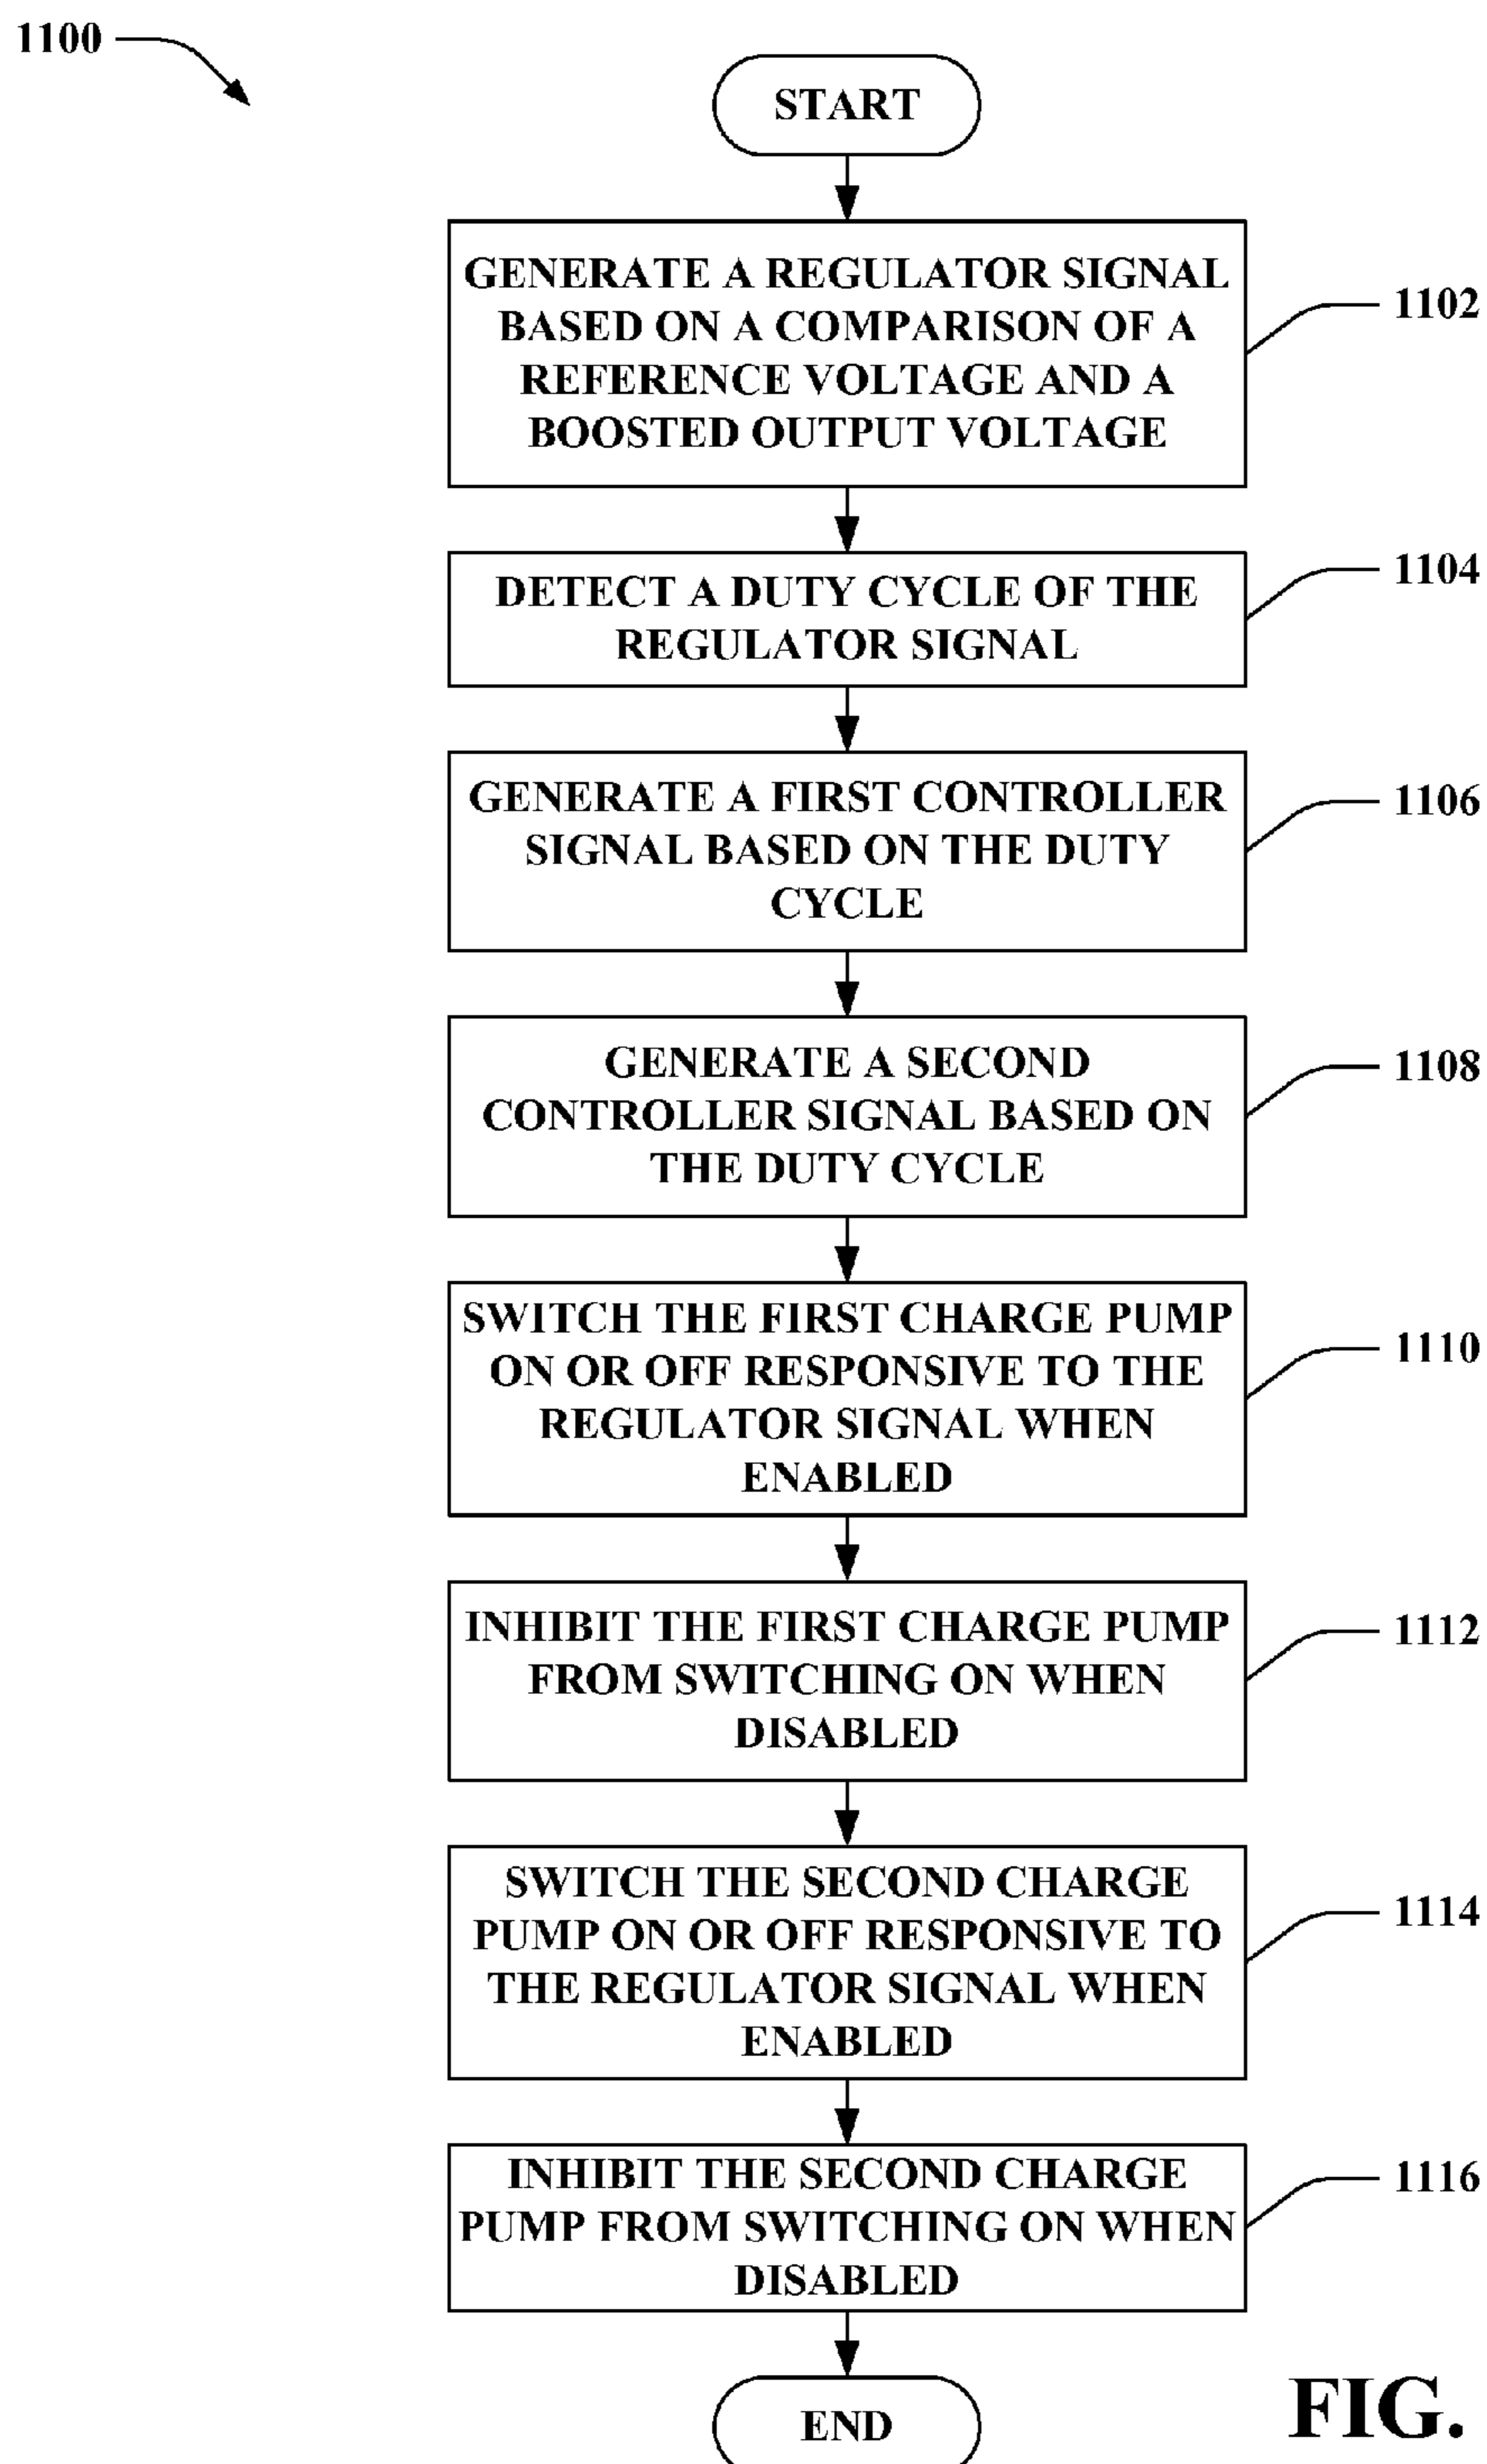 1100
START
GENERATE A REGULATOR SIGNAL
BASED ON A COMPARISON OF A
REFERENCE VOLTAGE AND A
BOOSTED OUTPUT VOLTAGE
1102
DETECT A DUTY CYCLE OF THE
REGULATOR SIGNAL
1104
GENERATE A FIRST CONTROLLER
SIGNAL BASED ON THE DUTY
CYCLE
1106
GENERATE A SECOND
CONTROLLER SIGNAL BASED ON
THE DUTY CYCLE
1108
SWITCH THE FIRST CHARGE PUMP
ON OR OFF RESPONSIVE TO THE
REGULATOR SIGNAL WHEN
ENABLED
1110
INHIBIT THE FIRST CHARGE PUMP
FROM SWITCHING ON WHEN
DISABLED
1112
SWITCH THE SECOND CHARGE
PUMP ON OR OFF RESPONSIVE TO
THE REGULATOR SIGNAL WHEN
ENABLED
1114
INHIBIT THE SECOND CHARGE
PUMP FROM SWITCHING ON WHEN
DISABLED
1116
END
FIG.